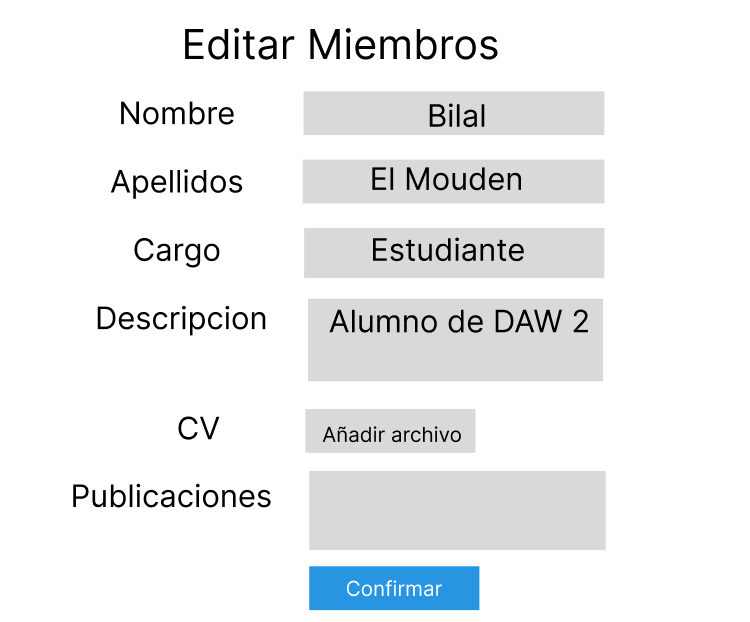 Editar Miembros
Nombre
Bilal
Apellidos
El Mouden
Cargo
Estudiante
Descripcion
Alumno de DAW 2
CV
Añadir archivo
Publicaciones
Confirmar